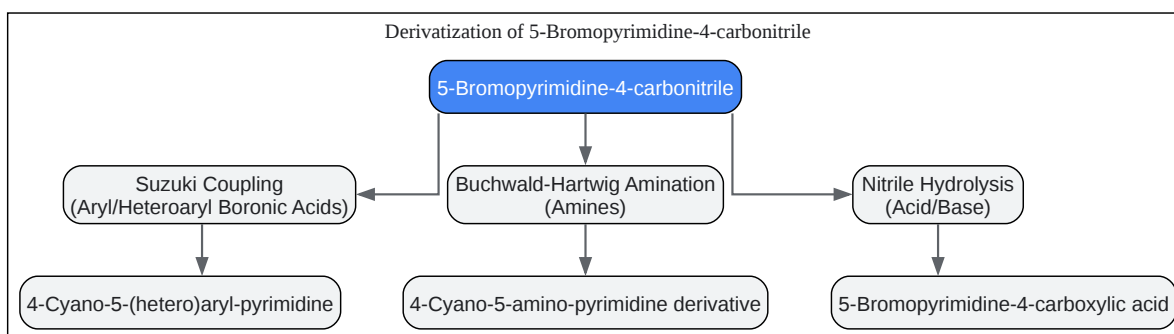 Derivatization of 5-Bromopyrimidine-4-carbonitrile
5-Bromopyrimidine-4-carbonitrile
Suzuki Coupling
(Aryl/Heteroaryl Boronic Acids)
Buchwald-Hartwig Amination
(Amines)
Nitrile Hydrolysis
(Acid/Base)
4-Cyano-5-(hetero)aryl-pyrimidine
4-Cyano-5-amino-pyrimidine derivative
5-Bromopyrimidine-4-carboxylic acid